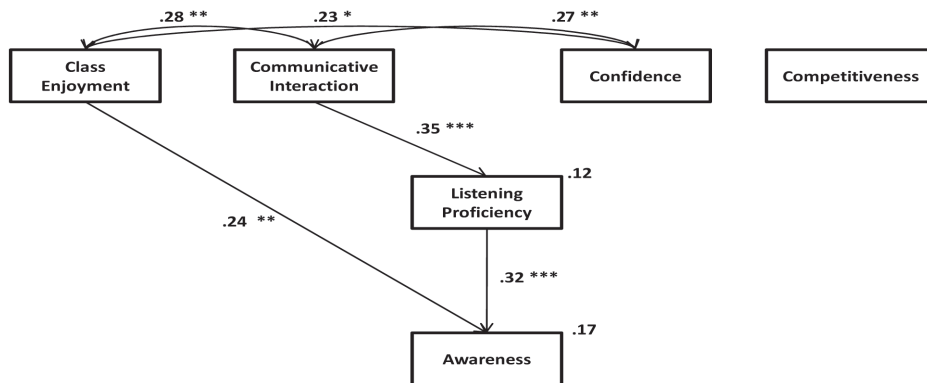 .28 **
.23 *
.27 **
Class
Enjoyment
Communicative
Interaction
Confidence
Competitiveness
.35 ***
Listening
Proficiency
.12
.24 **
.32 ***
Awareness
.17